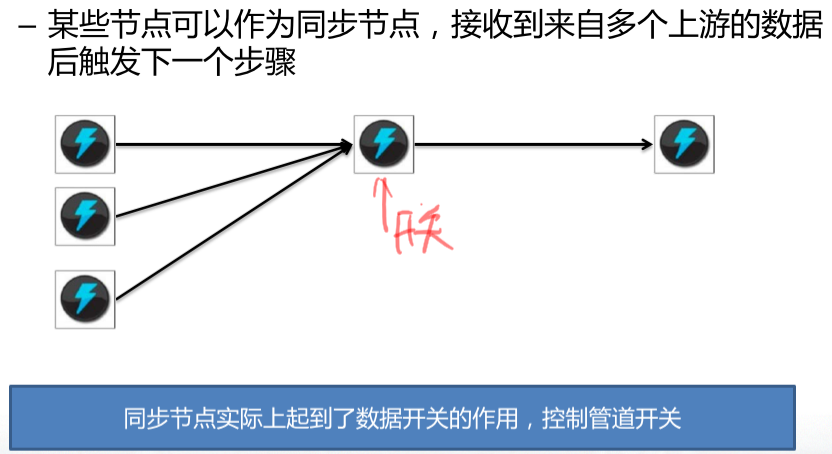 – 某些节点可以作为同步节点，接收到来自多个上游的数据
后触发下一个步骤
开关
同步节点实际上起到了数据开关的作用，控制管道开关